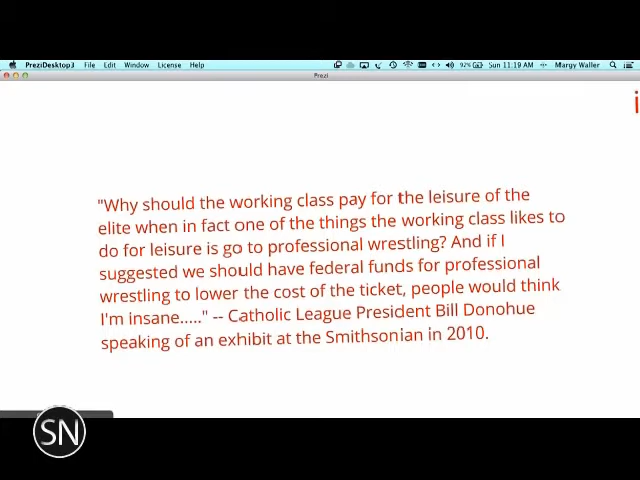 PreziDesktop3 File Edit Window License Help 92% Sun 11:19 AM Margy Waller
Prezi
i
"Why should the working class pay for the leisure of the
elite when in fact one of the things the working class likes to
do for leisure is go to professional wrestling? And if I
suggested we should have federal funds for professional
wrestling to lower the cost of the ticket, people would think
I'm insane....." -- Catholic League President Bill Donohue
speaking of an exhibit at the Smithsonian in 2010.
SN